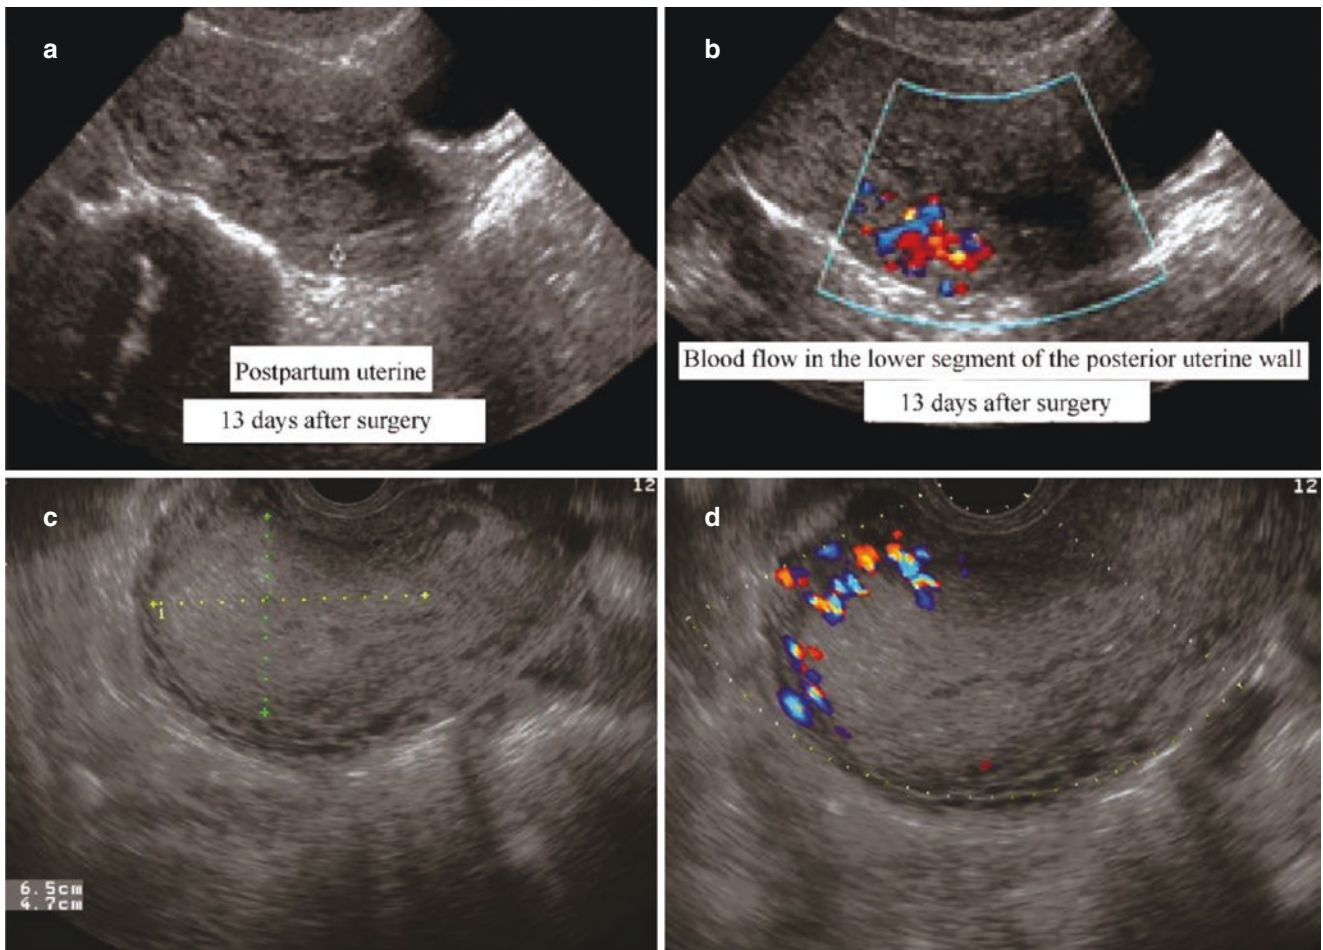 a
b
Postpartum uterine
13 days after surgery
Blood flow in the lower segment of the posterior uterine wall
13 days after surgery
c
12
1
6.5cm
4.7cm
d
12